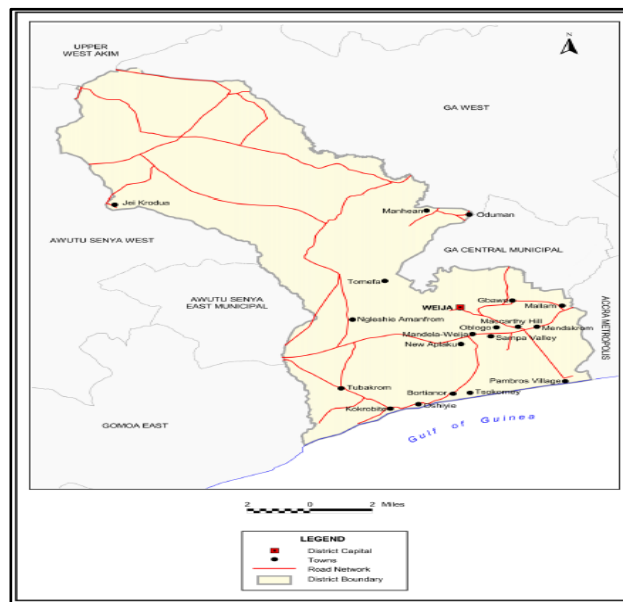 N
UPPER
WEST AKIM
GA WEST
Jei Krodua
Manhean
Oduman
AWUTU SENYA WEST
GA CENTRAL MUNICIPAL
Tomefa
AWUTU SENYA
EAST MUNICIPAL
WEIJA
Gbawe
Mallam
ACCRA METROPOLIS
Ngleshie Amanfrom
Maccarthy Hill
Oblogo
Mendskrom
Mandela-Weija
Sampa Valley
New Aplaku
Pambros Village
Tubakrom
Bortianor
Tsokomey
Kokrobite
Oshiyie
GOMOA EAST
Gulf of Guinea
2 0 2 Miles
LEGEND
District Capital
Towns
Road Network
District Boundary